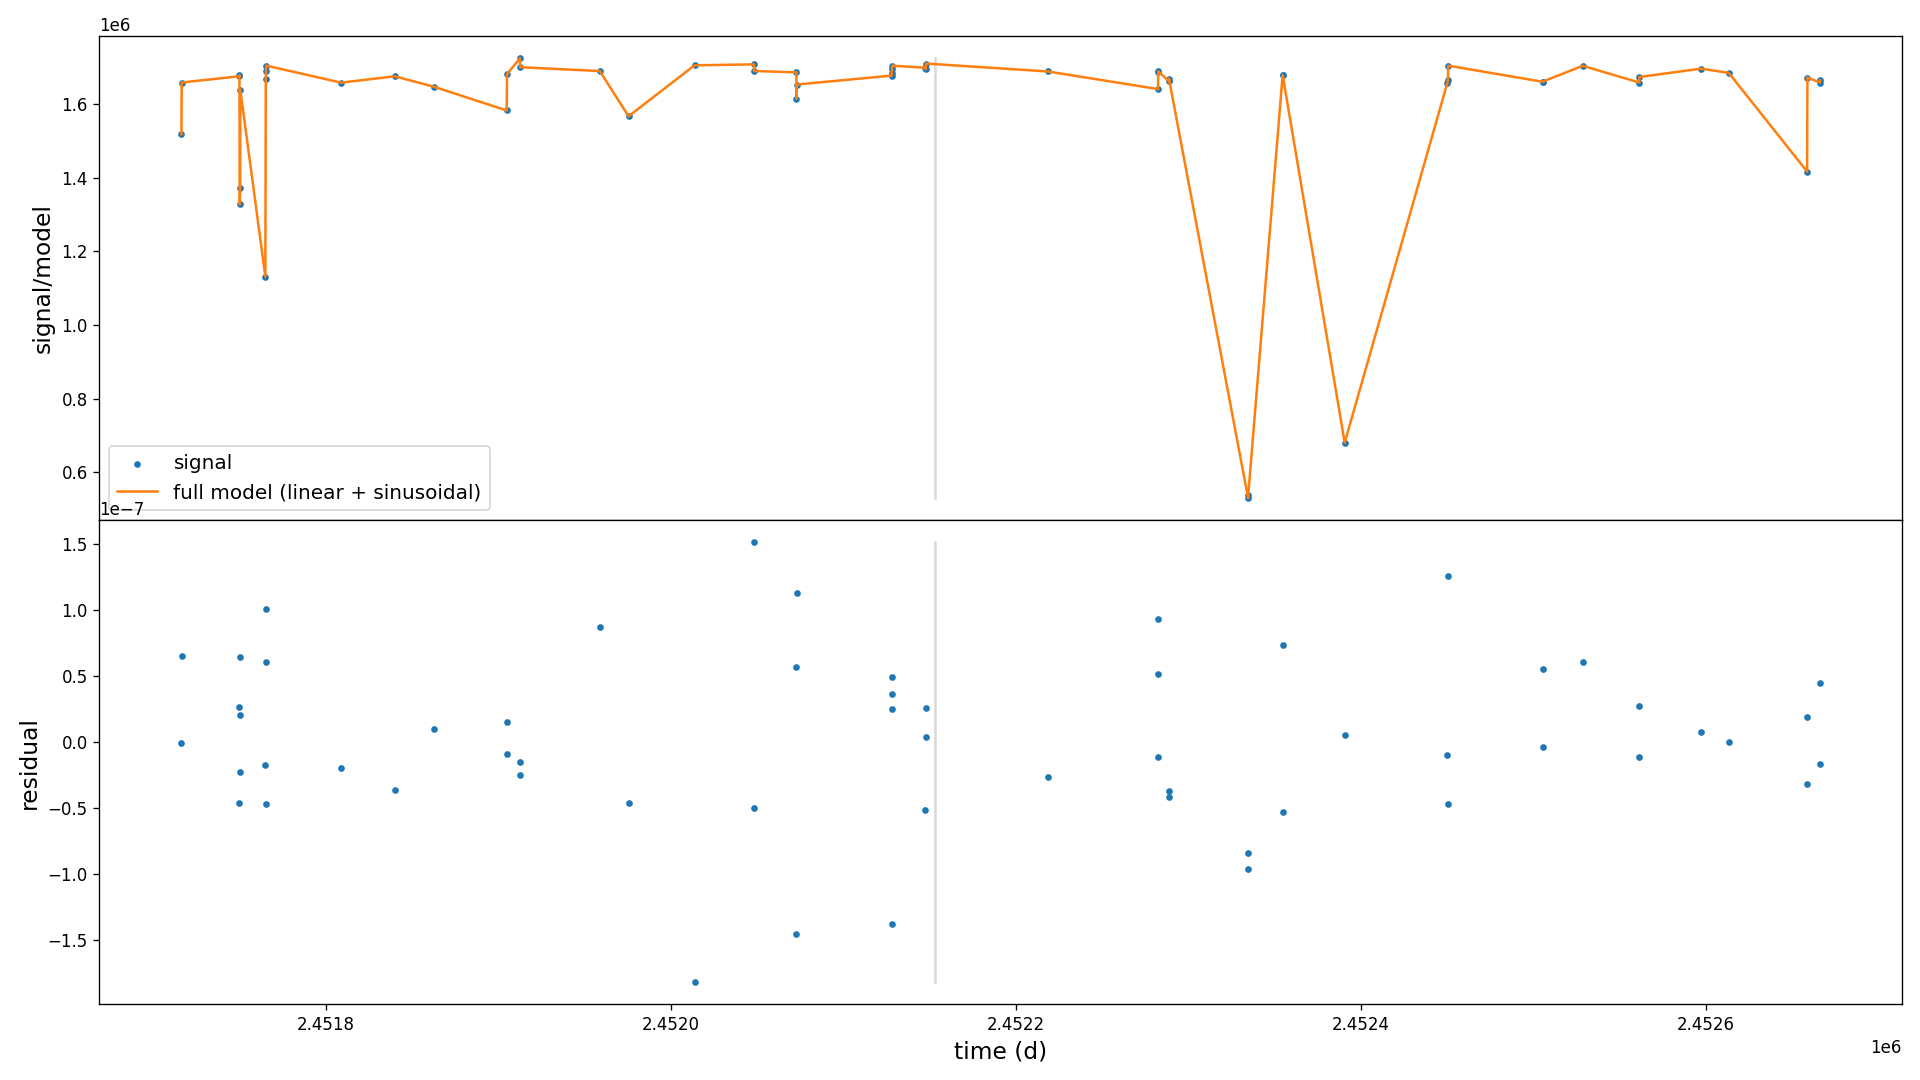 1e6
1.6
1.4
1.2
1.0
0.8
0.6
signal/model
signal
full model (linear + sinusoidal)
1e−7
1.5
1.0
0.5
0.0
−0.5
−1.0
−1.5
residual
2.4518 2.4520 2.4522 2.4524 2.4526
time (d)
1e6